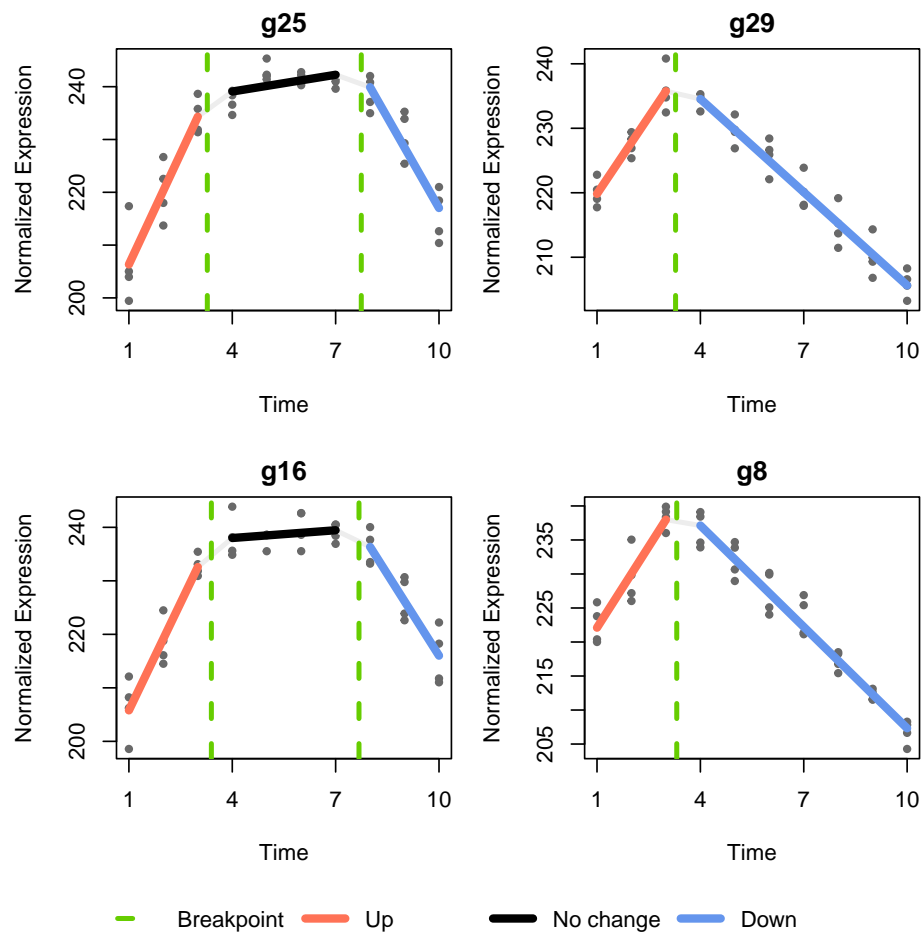 g25
Normalized Expression
200
220
240
1
4
7
10
Time
g29
Normalized Expression
210
220
230
240
1
4
7
10
Time
g16
Normalized Expression
200
220
240
1
4
7
10
Time
g8
Normalized Expression
205
215
225
235
1
4
7
10
Time
Breakpoint Up No change Down